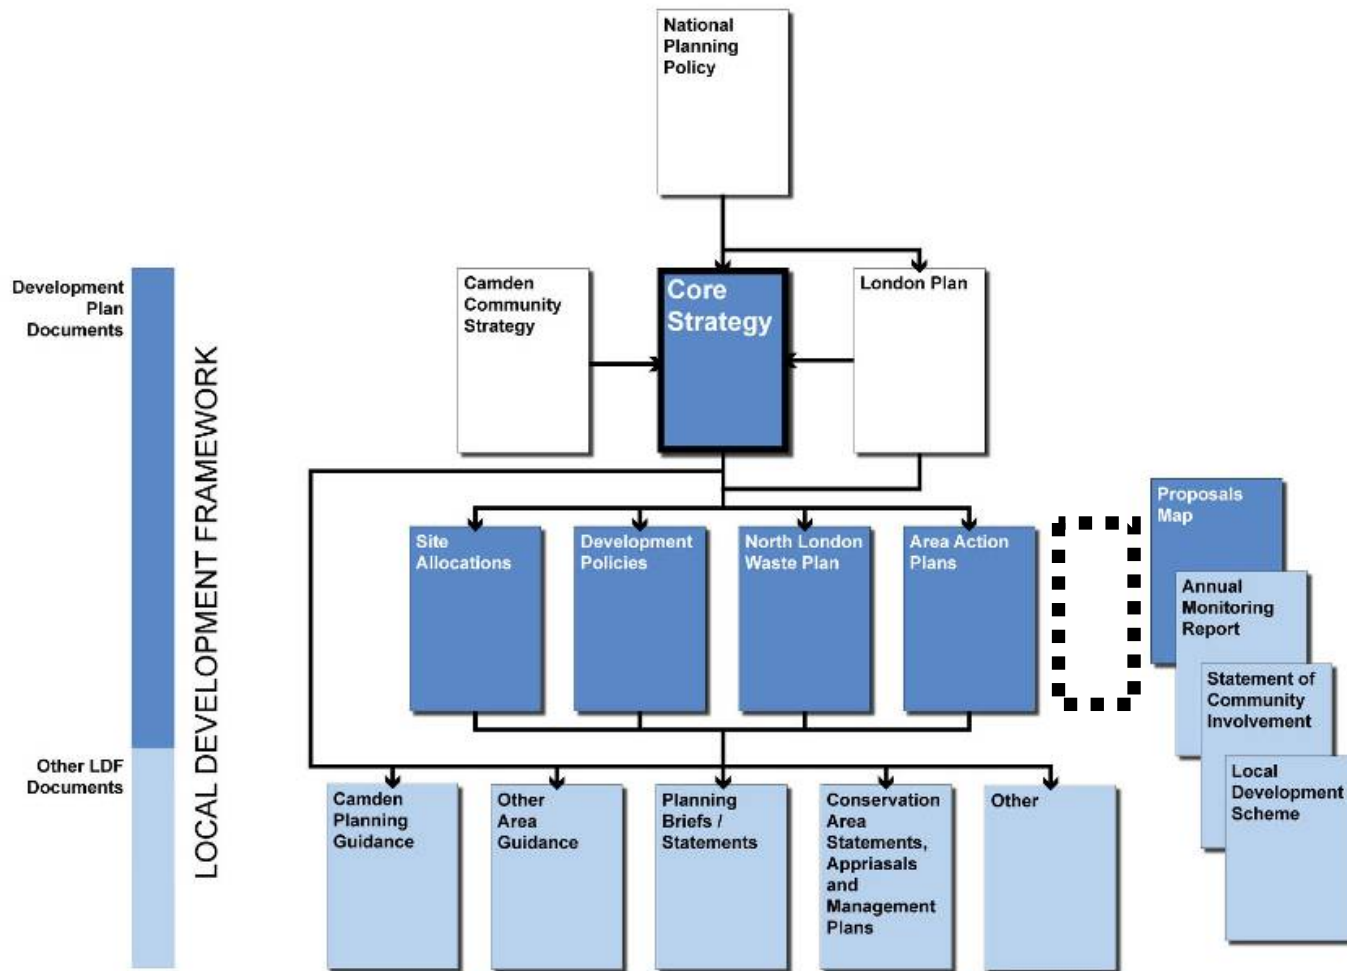 National
Planning
Policy
Development
Plan
Documents
Camden
Community
Strategy
Core
Strategy
London Plan
LOCAL DEVELOPMENT FRAMEWORK
Site
Allocations
Development
Policies
North London
Waste Plan
Area Action
Plans
Proposals
Map
Annual
Monitoring
Report
Statement of
Community
Involvement
Local
Development
Scheme
Other LDF
Documents
Camden
Planning
Guidance
Other
Area
Guidance
Planning
Briefs /
Statements
Conservation
Area
Statements,
Appriasals
and
Management
Plans
Other